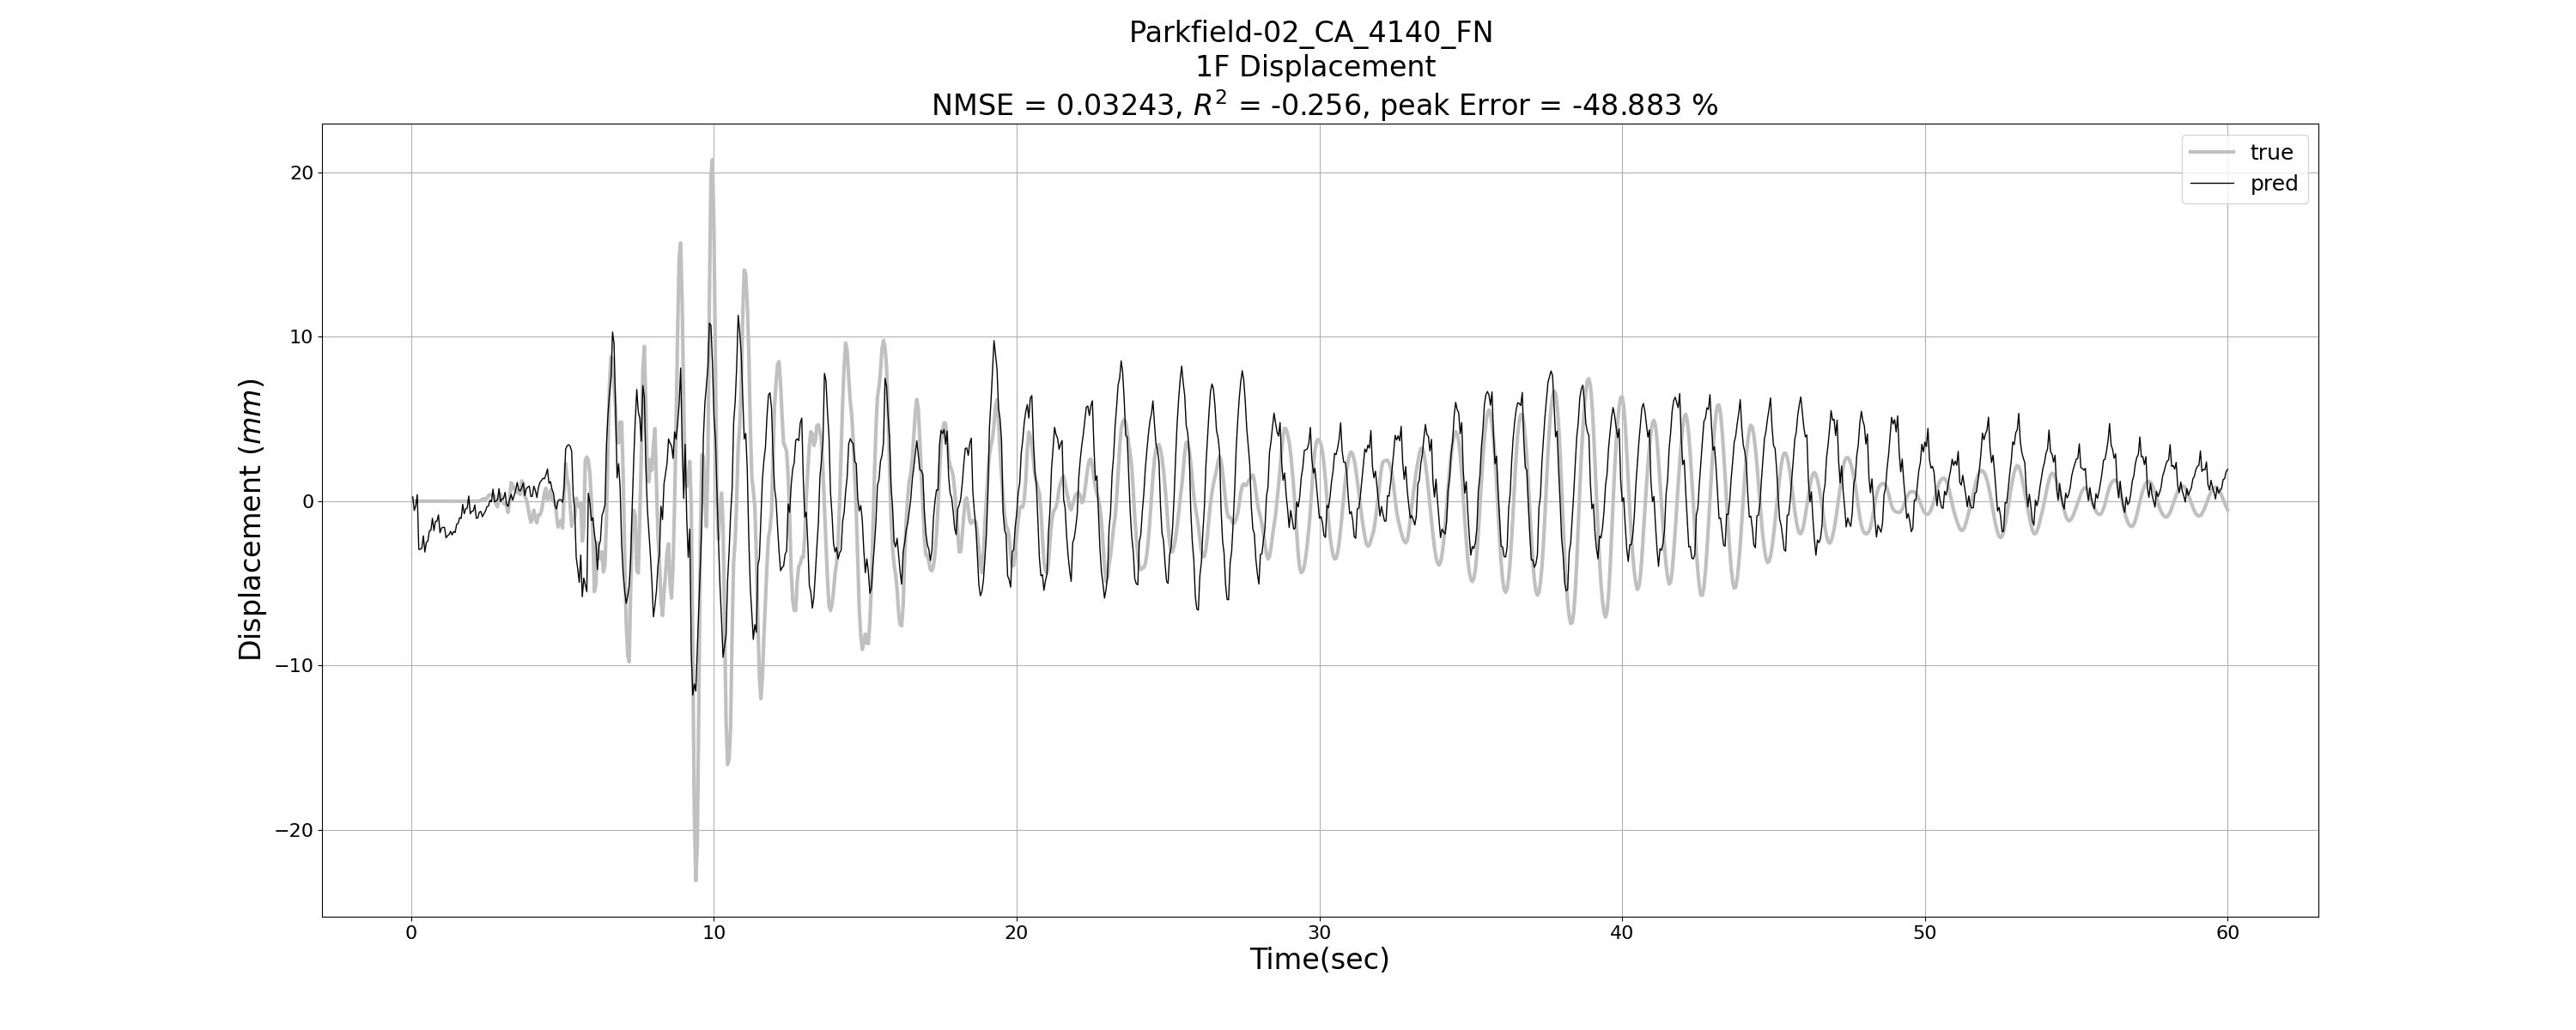 Parkfield-02_CA_4140_FN
1F Displacement
NMSE = 0.03243, R² = -0.256, peak Error = -48.883 %
true
pred
20
10
0
−10
−20
Displacement (mm)
0 10 20 30 40 50 60
Time(sec)